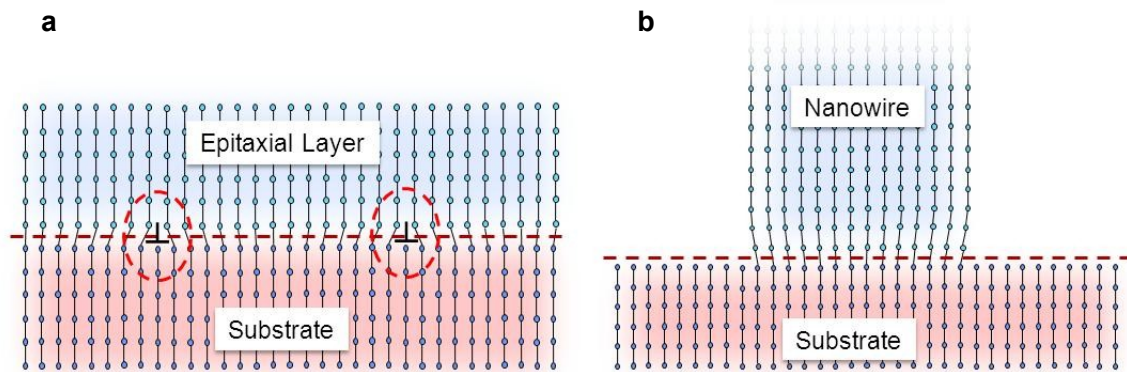 a
Epitaxial Layer
Substrate
b
Nanowire
Substrate